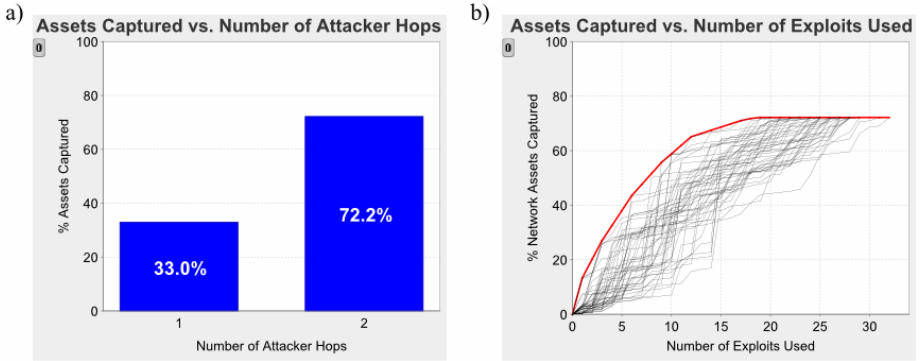 a)
Assets Captured vs. Number of Attacker Hops
0
100
80
60
40
20
0
% Assets Captured
33.0%
72.2%
1
2
Number of Attacker Hops
b)
Assets Captured vs. Number of Exploits Used
0
100
80
60
40
20
0
% Network Assets Captured
0 5 10 15 20 25 30
Number of Exploits Used